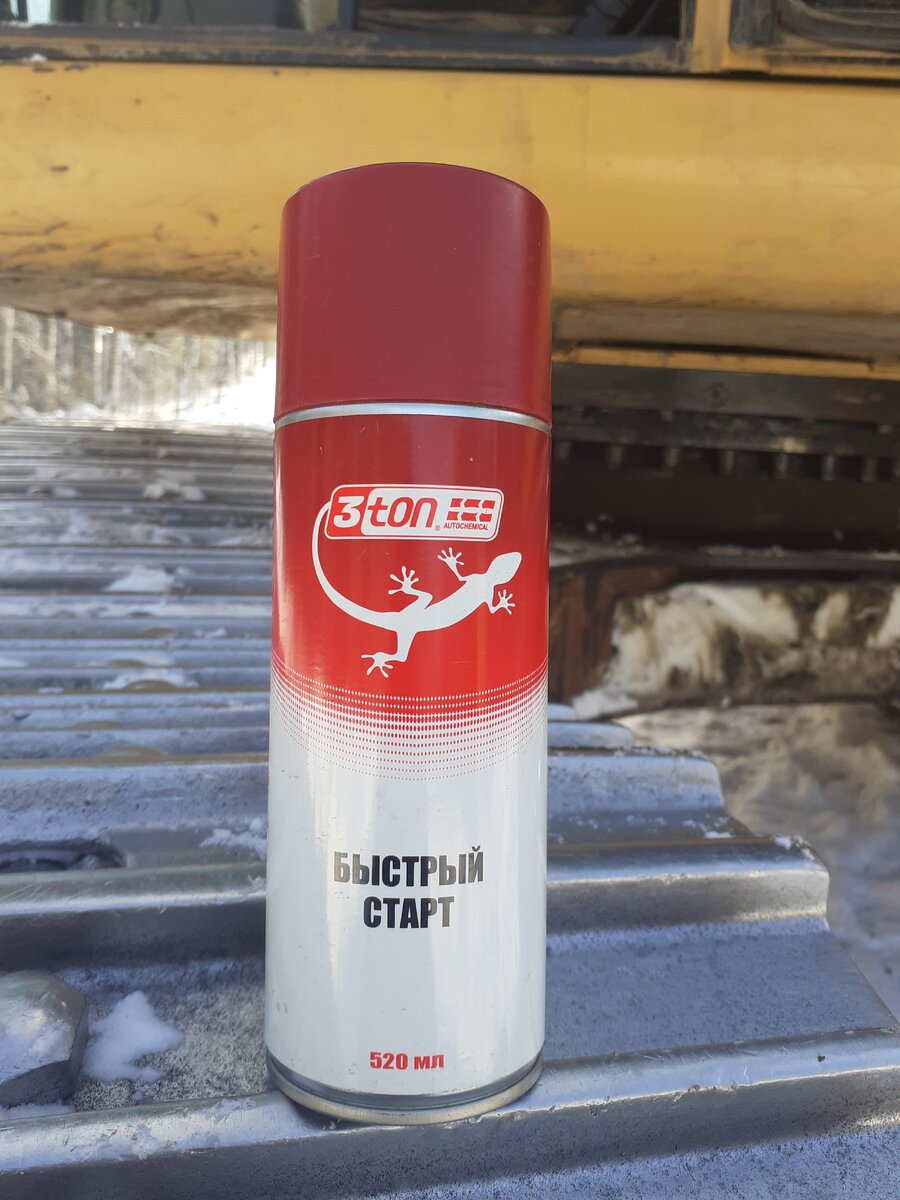 3ton®
AUTOCHEMICAL
БЫСТРЫЙ
СТАРТ
520 мл